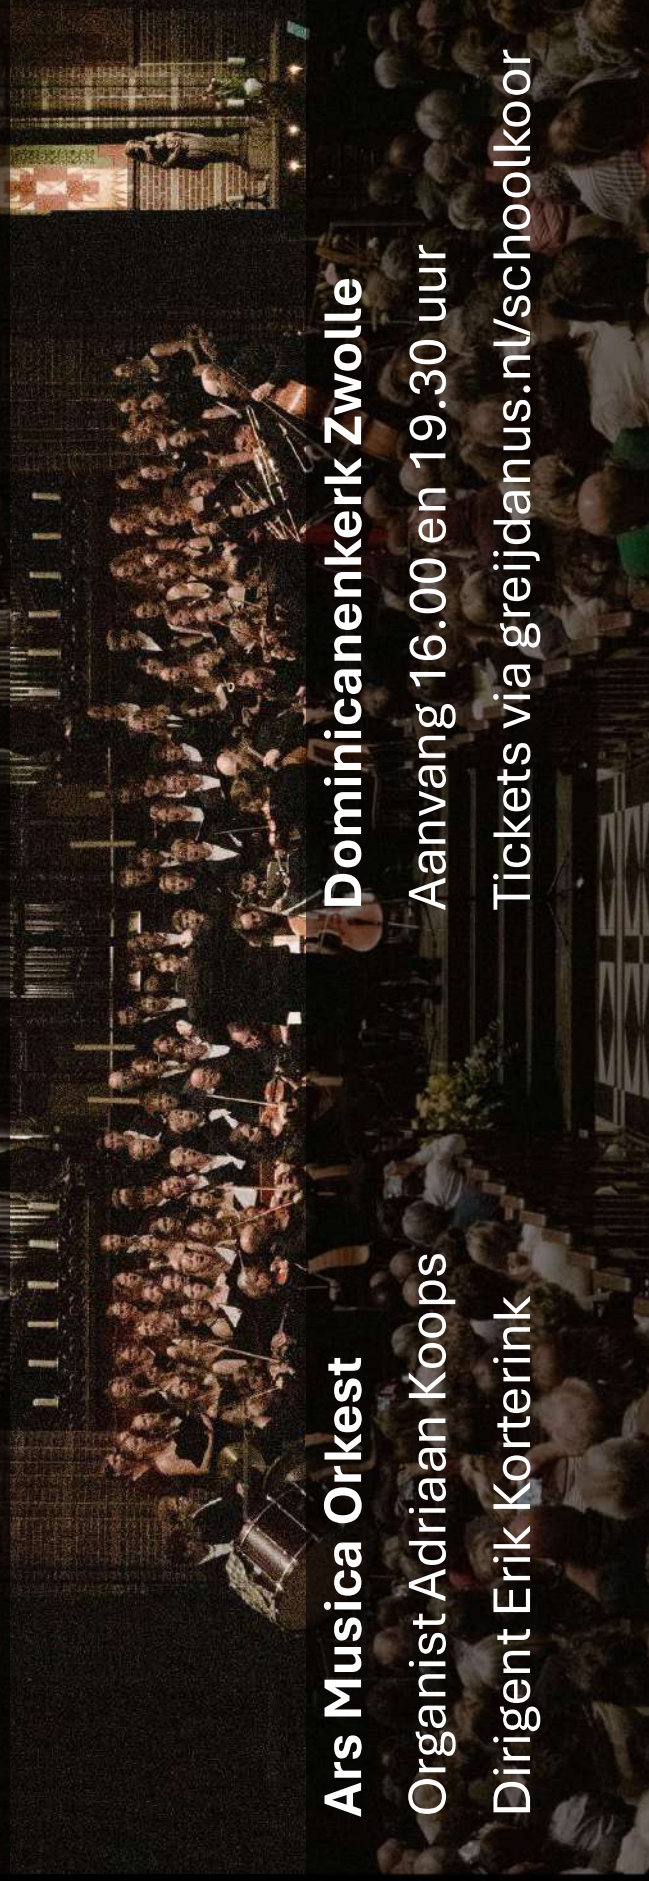 Ars Musica Orkest
Organist Adriaan Koops
Dirigent Erik Korterink
Dominicanenkerk Zwolle
Aanvang 16.00 en 19.30 uur
Tickets via greijdanus.nl/schoolkoor